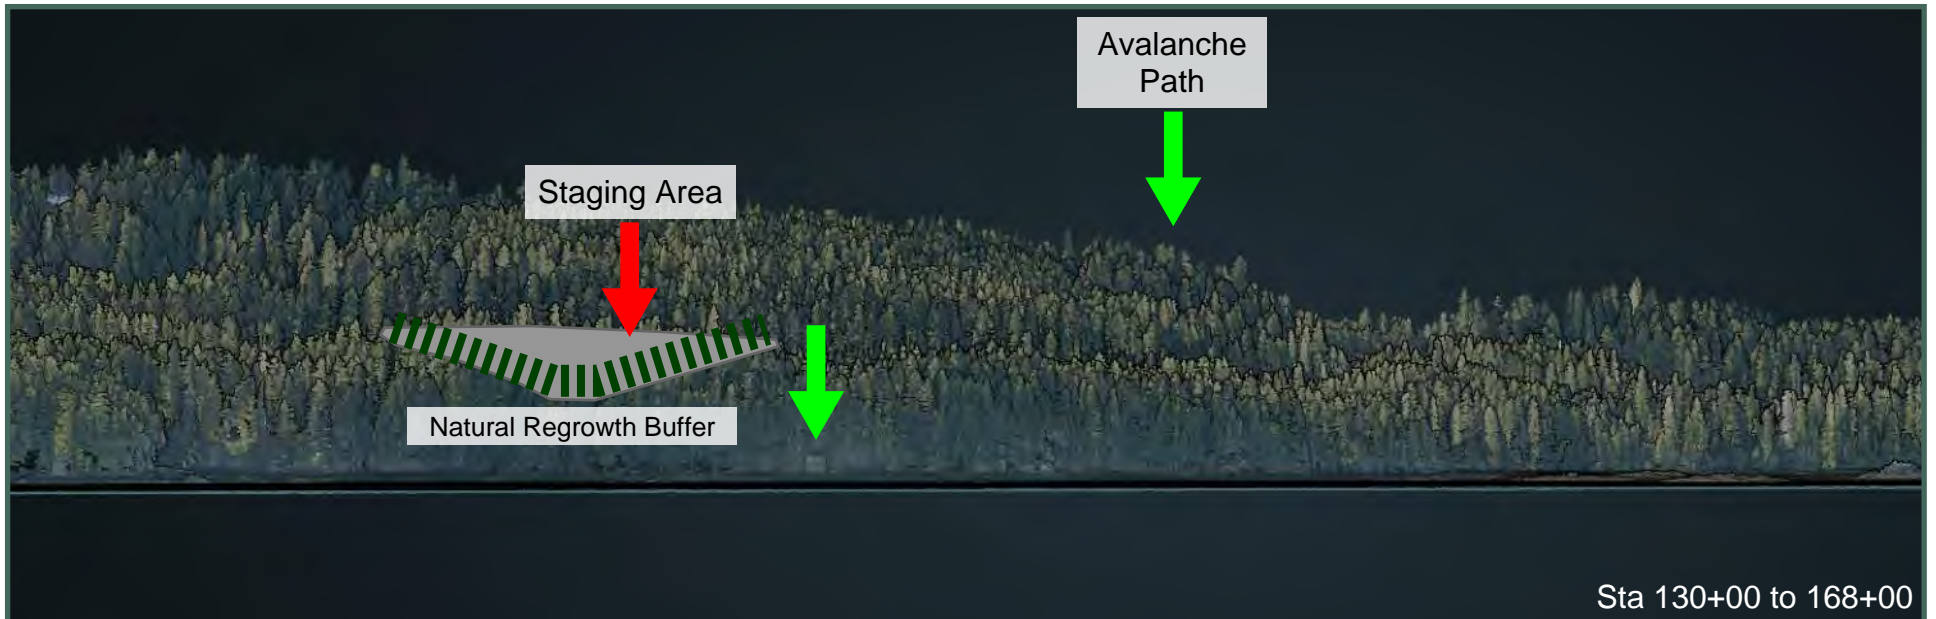 Avalanche
Path
Staging Area
Natural Regrowth Buffer
Sta 130+00 to 168+00